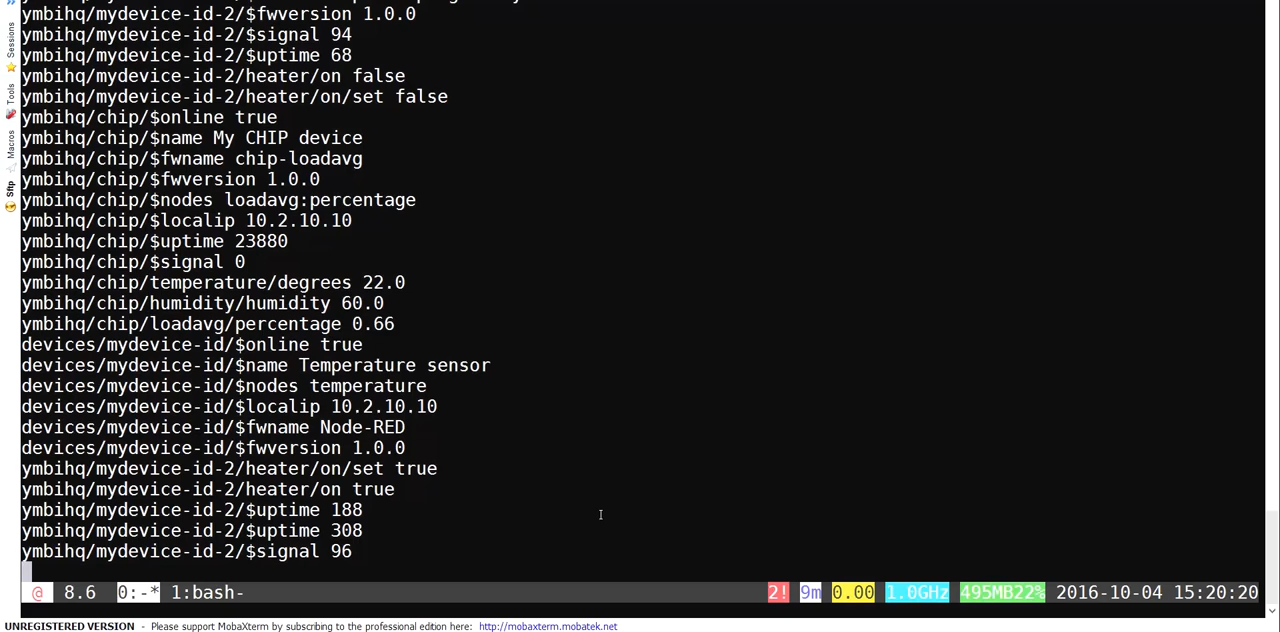 ymbihq/mydevice-id-2/$fwversion 1.0.0
ymbihq/mydevice-id-2/$signal 94
ymbihq/mydevice-id-2/$uptime 68
ymbihq/mydevice-id-2/heater/on false
ymbihq/mydevice-id-2/heater/on/set false
ymbihq/chip/$online true
ymbihq/chip/$name My CHIP device
ymbihq/chip/$fwname chip-loadavg
ymbihq/chip/$fwversion 1.0.0
ymbihq/chip/$nodes loadavg:percentage
ymbihq/chip/$localip 10.2.10.10
ymbihq/chip/$uptime 23880
ymbihq/chip/$signal 0
ymbihq/chip/temperature/degrees 22.0
ymbihq/chip/humidity/humidity 60.0
ymbihq/chip/loadavg/percentage 0.66
devices/mydevice-id/$online true
devices/mydevice-id/$name Temperature sensor
devices/mydevice-id/$nodes temperature
devices/mydevice-id/$localip 10.2.10.10
devices/mydevice-id/$fwname Node-RED
devices/mydevice-id/$fwversion 1.0.0
ymbihq/mydevice-id-2/heater/on/set true
ymbihq/mydevice-id-2/heater/on true
ymbihq/mydevice-id-2/$uptime 188
ymbihq/mydevice-id-2/$uptime 308
ymbihq/mydevice-id-2/$signal 96
@ 8.6 0:-* 1:bash- 2! 9m 0.00 1.0GHz 495MB22% 2016-10-04 15:20:20
UNREGISTERED VERSION - Please support MobaXterm by subscribing to the professional edition here: http://mobaxterm.mobatek.net
Sessions
Tools
Macros
Sftp